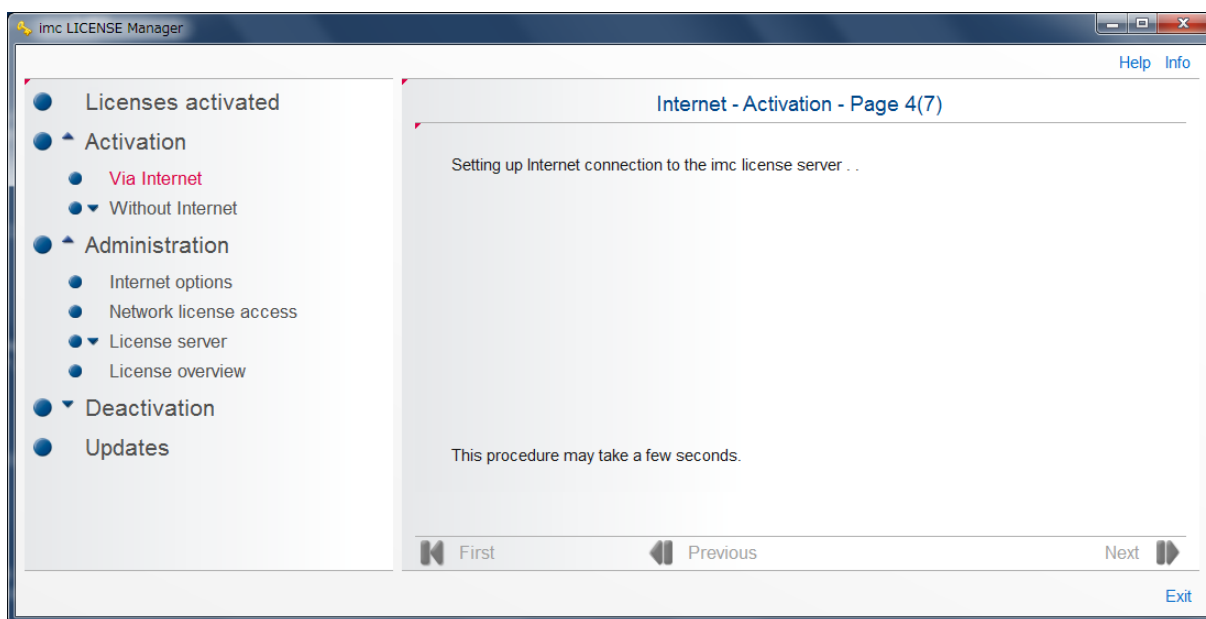 imc LICENSE Manager
Help Info
Licenses activated
Activation
Via Internet
Without Internet
Administration
Internet options
Network license access
License server
License overview
Deactivation
Updates
Internet - Activation - Page 4(7)
Setting up Internet connection to the imc license server . .
This procedure may take a few seconds.
First Previous Next
Exit